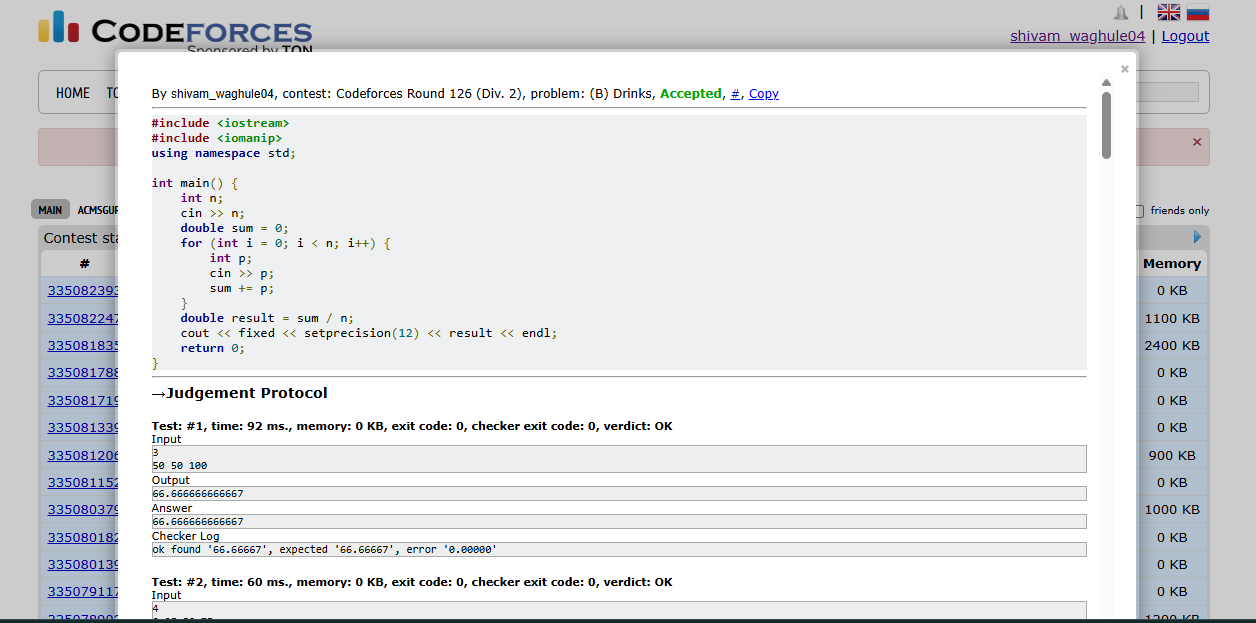 CODEFORCES
Sponsored by TON
|
shivam_waghule04 | Logout
HOME
×
By shivam_waghule04, contest: Codeforces Round 126 (Div. 2), problem: (B) Drinks, Accepted, #, Copy
#include <iostream>
#include <iomanip>
using namespace std;
int main() {
    int n;
    cin >> n;
    double sum = 0;
    for (int i = 0; i < n; i++) {
        int p;
        cin >> p;
        sum += p;
    }
    double result = sum / n;
    cout << fixed << setprecision(12) << result << endl;
    return 0;
}
→Judgement Protocol
Test: #1, time: 92 ms., memory: 0 KB, exit code: 0, checker exit code: 0, verdict: OK
Input
3
50 50 100
Output
66.666666666667
Answer
66.666666666667
Checker Log
ok found '66.66667', expected '66.66667', error '0.00000'
Test: #2, time: 60 ms., memory: 0 KB, exit code: 0, checker exit code: 0, verdict: OK
Input
4
×
MAIN ACMSGUR
friends only
Contest sta
# Memory
335082393 0 KB
335082247 1100 KB
335081835 2400 KB
335081788 0 KB
335081719 0 KB
335081339 0 KB
335081206 900 KB
335081152 0 KB
335080379 1000 KB
335080182 0 KB
335080139 0 KB
335079117 0 KB